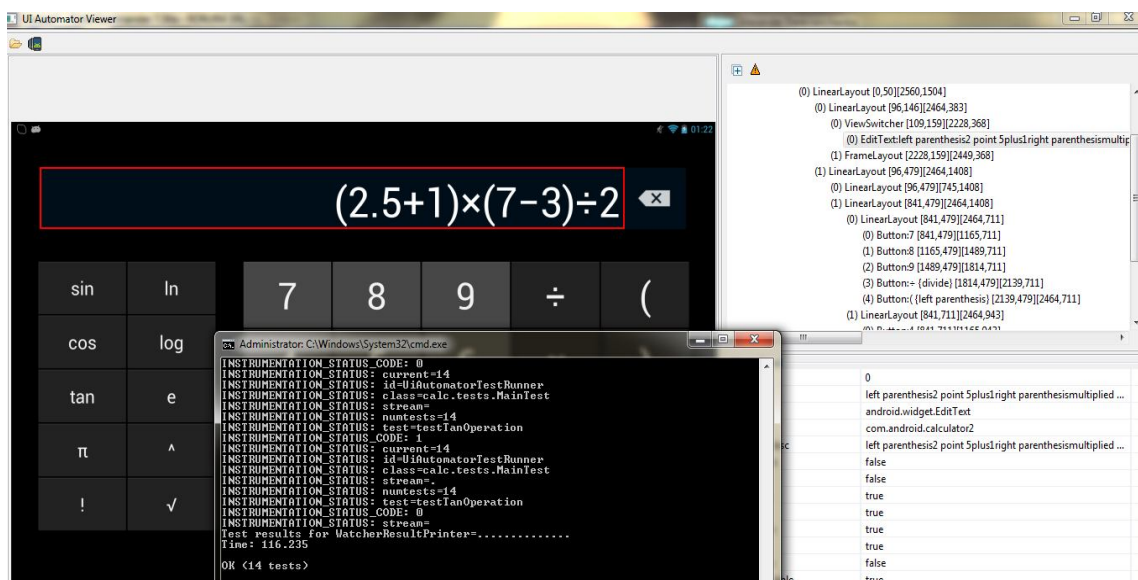 UI Automator Viewer
01:22
(2.5+1)×(7−3)÷2
sin
ln
7
8
9
÷
(
cos
log
tan
e
π
^
!
√
Administrator: C:\Windows\System32\cmd.exe
INSTRUMENTATION_STATUS_CODE: 0
INSTRUMENTATION_STATUS: current=14
INSTRUMENTATION_STATUS: id=UiAutomatorTestRunner
INSTRUMENTATION_STATUS: class=calc.tests.MainTest
INSTRUMENTATION_STATUS: stream=
INSTRUMENTATION_STATUS: numtests=14
INSTRUMENTATION_STATUS: test=testTanOperation
INSTRUMENTATION_STATUS_CODE: 1
INSTRUMENTATION_STATUS: current=14
INSTRUMENTATION_STATUS: id=UiAutomatorTestRunner
INSTRUMENTATION_STATUS: class=calc.tests.MainTest
INSTRUMENTATION_STATUS: stream=.
INSTRUMENTATION_STATUS: numtests=14
INSTRUMENTATION_STATUS: test=testTanOperation
INSTRUMENTATION_STATUS_CODE: 0
INSTRUMENTATION_STATUS: stream=
Test results for WatcherResultPrinter=..............
Time: 116.235
OK (14 tests)
(0) LinearLayout [0,50][2560,1504]
(0) LinearLayout [96,146][2464,383]
(0) ViewSwitcher [109,159][2228,368]
(0) EditText:left parenthesis2 point 5plus1right parenthesismultip
(1) FrameLayout [2228,159][2449,368]
(1) LinearLayout [96,479][2464,1408]
(0) LinearLayout [96,479][745,1408]
(1) LinearLayout [841,479][2464,1408]
(0) LinearLayout [841,479][2464,711]
(0) Button:7 [841,479][1165,711]
(1) Button:8 [1165,479][1489,711]
(2) Button:9 [1489,479][1814,711]
(3) Button:÷ {divide} [1814,479][2139,711]
(4) Button:( {left parenthesis} [2139,479][2464,711]
(1) LinearLayout [841,711][2464,943]
0
left parenthesis2 point 5plus1right parenthesismultiplied ...
android.widget.EditText
com.android.calculator2
left parenthesis2 point 5plus1right parenthesismultiplied ...
false
false
true
true
true
true
false
true